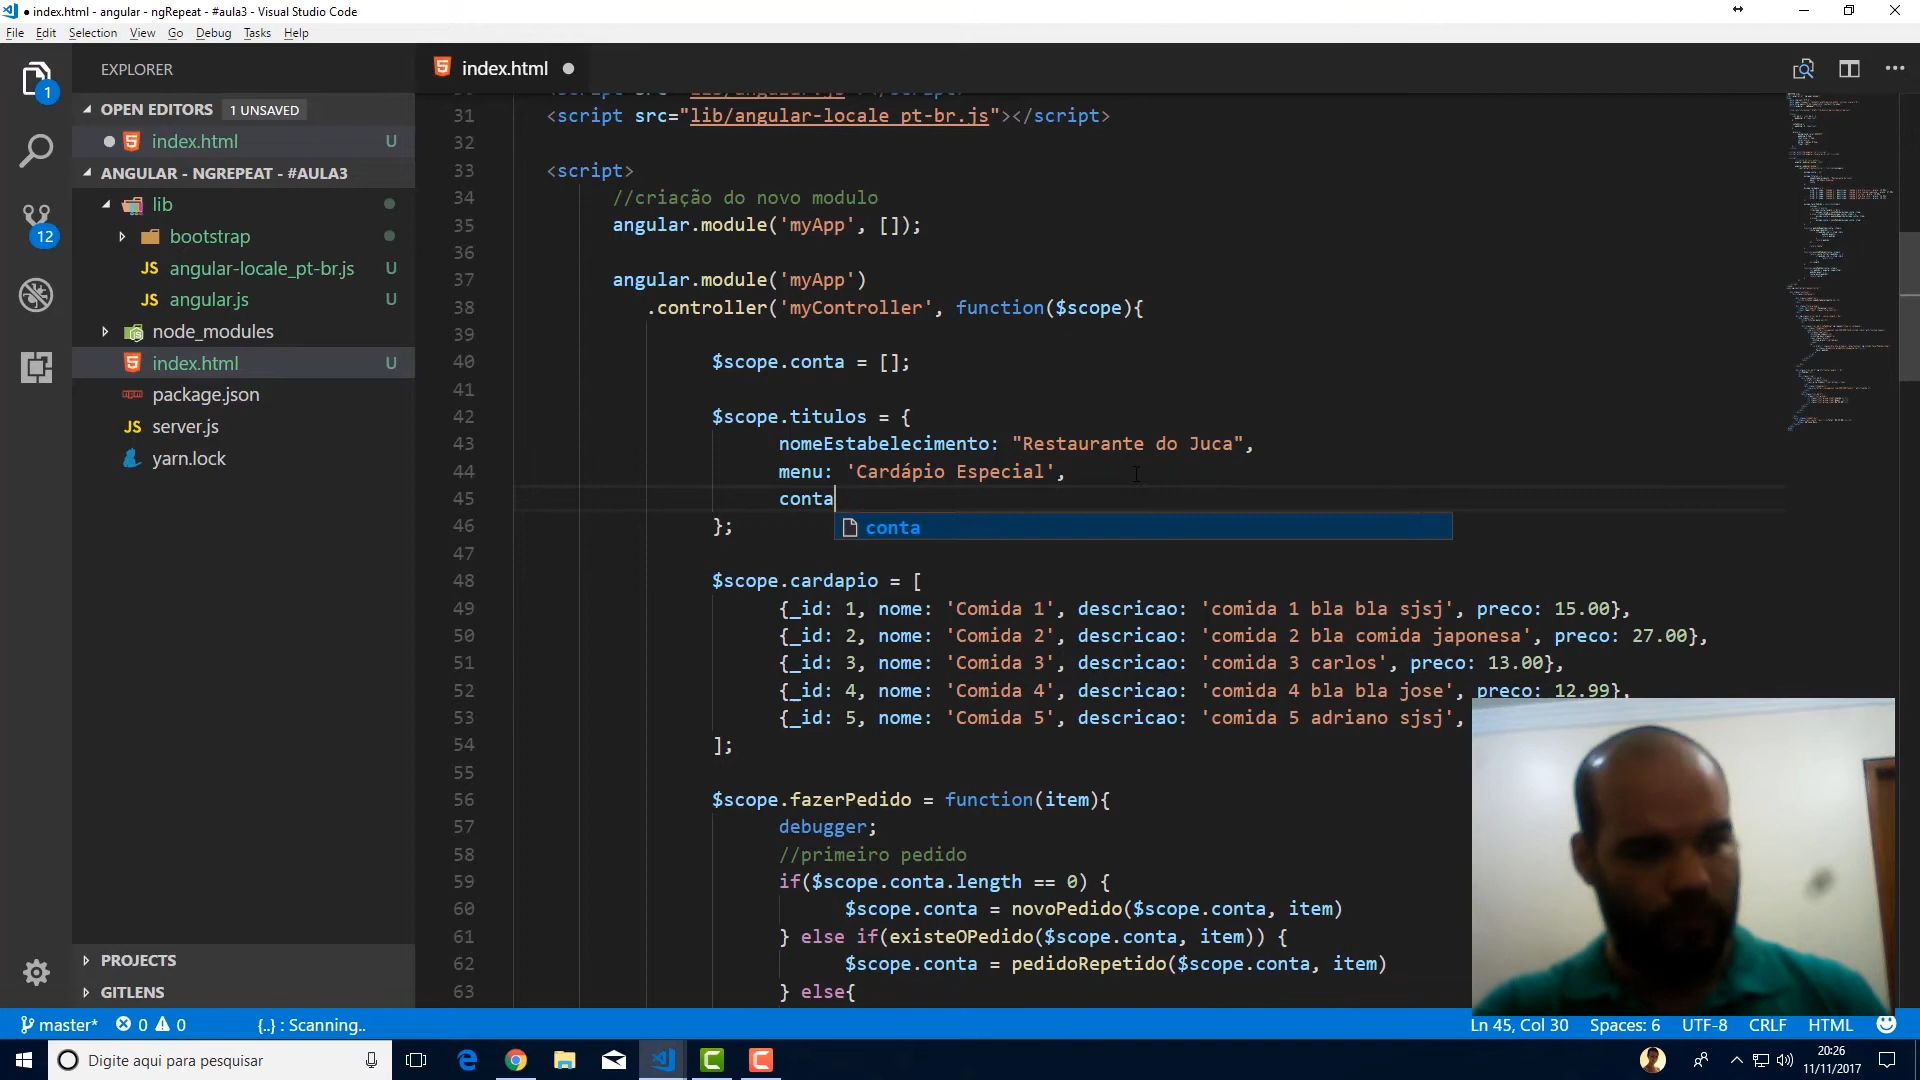 index.html - angular - ngRepeat - #aula3 - Visual Studio Code
File Edit Selection View Go Debug Tasks Help
EXPLORER
1
OPEN EDITORS 1 UNSAVED
index.html U
ANGULAR - NGREPEAT - #AULA3
lib
12
bootstrap
JS angular-locale_pt-br.js U
JS angular.js U
node_modules
index.html U
package.json
JS server.js
yarn.lock
PROJECTS
GITLENS
index.html
31 <script src="lib/angular-locale_pt-br.js"></script>
32
33 <script>
34 //criação do novo modulo
35 angular.module('myApp', []);
36
37 angular.module('myApp')
38 .controller('myController', function($scope){
39
40 $scope.conta = [];
41
42 $scope.titulos = {
43 nomeEstabelecimento: "Restaurante do Juca",
44 menu: 'Cardápio Especial',
45 conta
46 };
conta
47
48 $scope.cardapio = [
49 {_id: 1, nome: 'Comida 1', descricao: 'comida 1 bla bla sjsj', preco: 15.00},
50 {_id: 2, nome: 'Comida 2', descricao: 'comida 2 bla comida japonesa', preco: 27.00},
51 {_id: 3, nome: 'Comida 3', descricao: 'comida 3 carlos', preco: 13.00},
52 {_id: 4, nome: 'Comida 4', descricao: 'comida 4 bla bla jose', preco: 12.99},
53 {_id: 5, nome: 'Comida 5', descricao: 'comida 5 adriano sjsj',
54 ];
55
56 $scope.fazerPedido = function(item){
57 debugger;
58 //primeiro pedido
59 if($scope.conta.length == 0) {
60 $scope.conta = novoPedido($scope.conta, item)
61 } else if(existeOPedido($scope.conta, item)) {
62 $scope.conta = pedidoRepetido($scope.conta, item)
63 } else{
master* 0 0 {..} : Scanning.. Ln 45, Col 30 Spaces: 6 UTF-8 CRLF HTML
Digite aqui para pesquisar
20:26
11/11/2017